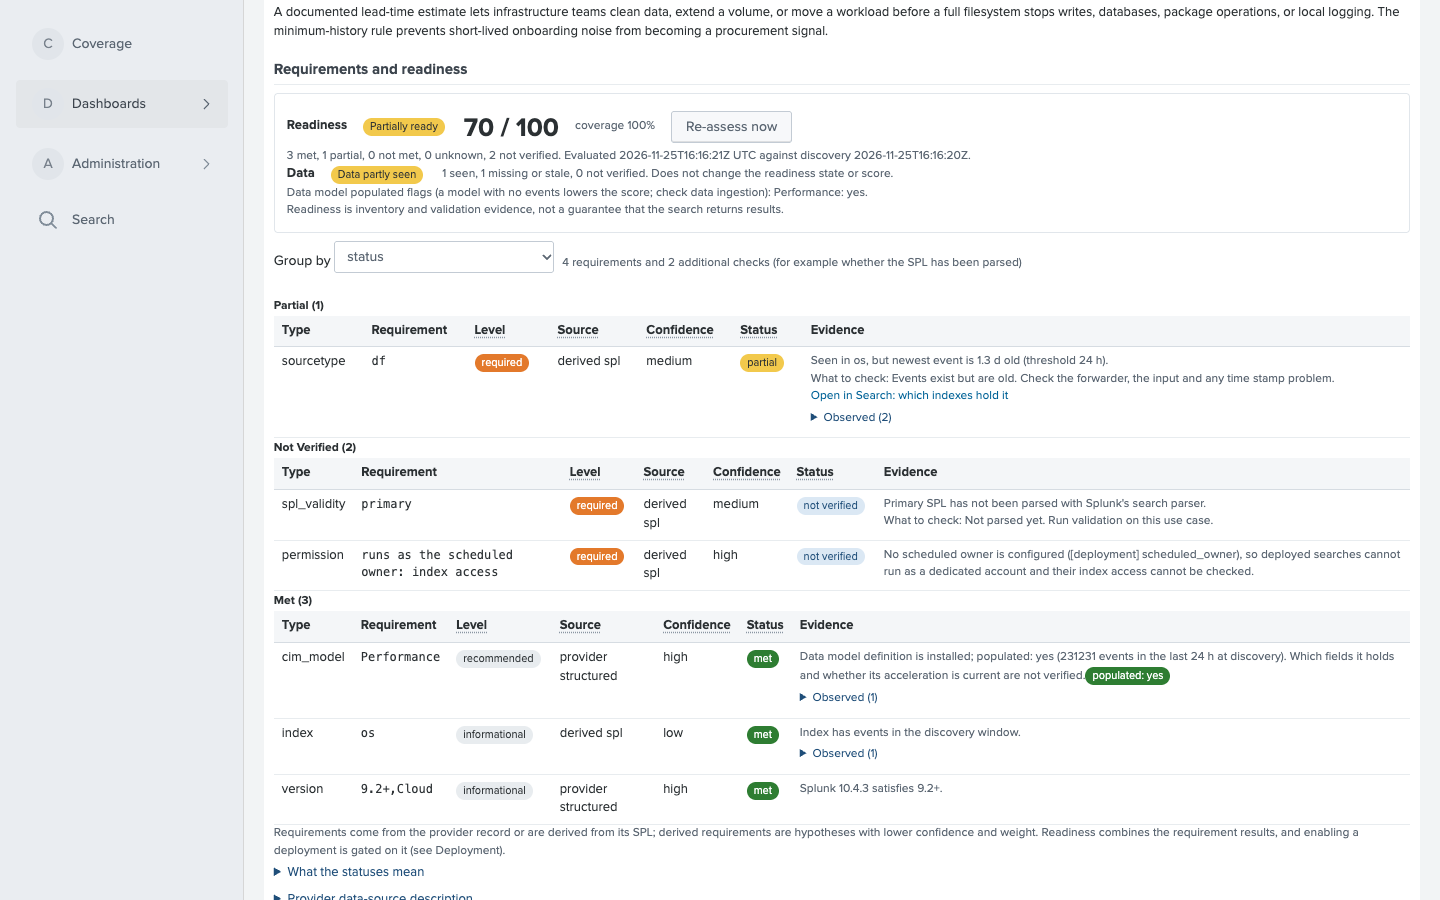 C Coverage
D Dashboards
A Administration
Search
A documented lead-time estimate lets infrastructure teams clean data, extend a volume, or move a workload before a full filesystem stops writes, databases, package operations, or local logging. The
minimum-history rule prevents short-lived onboarding noise from becoming a procurement signal.
Requirements and readiness
Readiness Partially ready 70 / 100 coverage 100% Re-assess now
3 met, 1 partial, 0 not met, 0 unknown, 2 not verified. Evaluated 2026-11-25T16:16:21Z UTC against discovery 2026-11-25T16:16:20Z.
Data Data partly seen 1 seen, 1 missing or stale, 0 not verified. Does not change the readiness state or score.
Data model populated flags (a model with no events lowers the score; check data ingestion): Performance: yes.
Readiness is inventory and validation evidence, not a guarantee that the search returns results.
Group by status 4 requirements and 2 additional checks (for example whether the SPL has been parsed)
Partial (1)
Type Requirement Level Source Confidence Status Evidence
sourcetype df required derived spl medium partial Seen in os, but newest event is 1.3 d old (threshold 24 h).
What to check: Events exist but are old. Check the forwarder, the input and any time stamp problem.
Open in Search: which indexes hold it
Observed (2)
Not Verified (2)
Type Requirement Level Source Confidence Status Evidence
spl_validity primary required derived spl medium not verified Primary SPL has not been parsed with Splunk's search parser.
What to check: Not parsed yet. Run validation on this use case.
permission runs as the scheduled owner: index access required derived spl high not verified No scheduled owner is configured ([deployment] scheduled_owner), so deployed searches cannot
run as a dedicated account and their index access cannot be checked.
Met (3)
Type Requirement Level Source Confidence Status Evidence
cim_model Performance recommended provider structured high met Data model definition is installed; populated: yes (231231 events in the last 24 h at discovery). Which fields it holds
and whether its acceleration is current are not verified. populated: yes
Observed (1)
index os informational derived spl low met Index has events in the discovery window.
Observed (1)
version 9.2+,Cloud informational provider structured high met Splunk 10.4.3 satisfies 9.2+.
Requirements come from the provider record or are derived from its SPL; derived requirements are hypotheses with lower confidence and weight. Readiness combines the requirement results, and enabling a
deployment is gated on it (see Deployment).
What the statuses mean
Provider data-source description